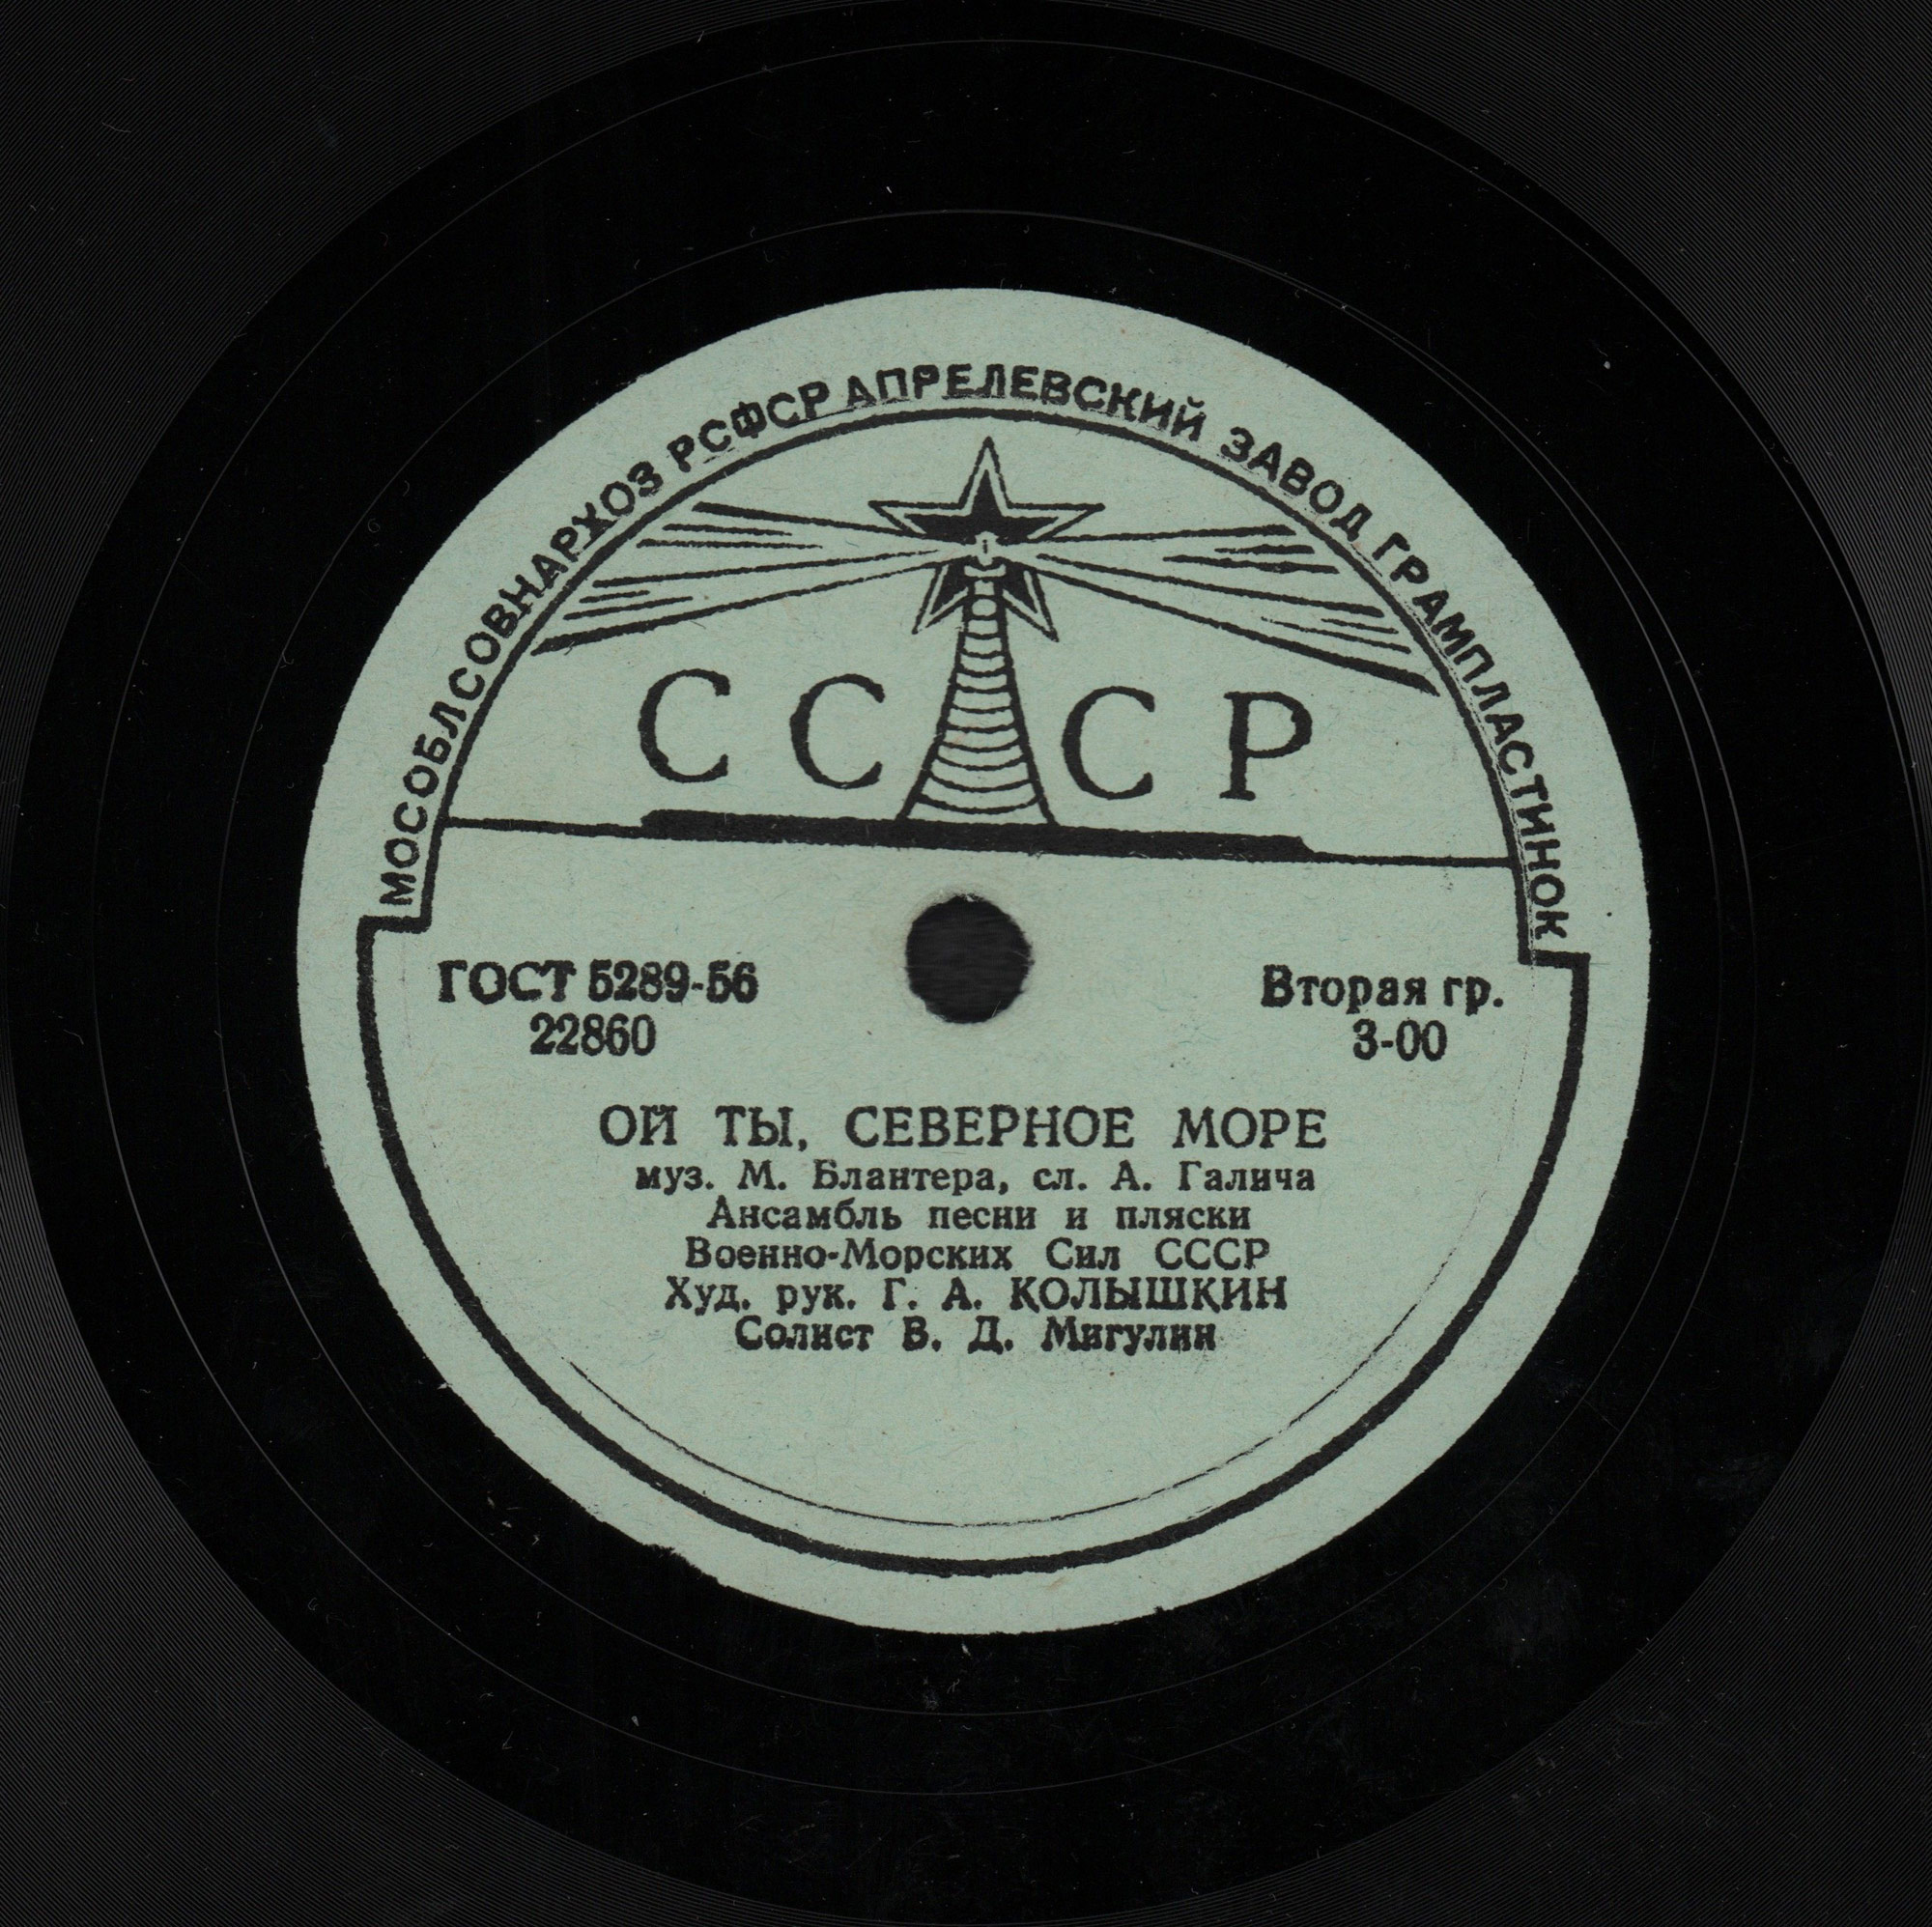 МОСОБЛСОВНАРХОЗ РСФСР АПРЕЛЕВСКИЙ ЗАВОД ГРАМПЛАСТИНОК
СССР
ГОСТ 5289-56
22860
Вторая гр.
3-00
ОЙ ТЫ, СЕВЕРНОЕ МОРЕ
муз. М. Блантера, сл. А. Галича
Ансамбль песни и пляски
Военно-Морских Сил СССР
Худ. рук. Г. А. КОЛЫШКИН
Солист В. Д. Мигулин